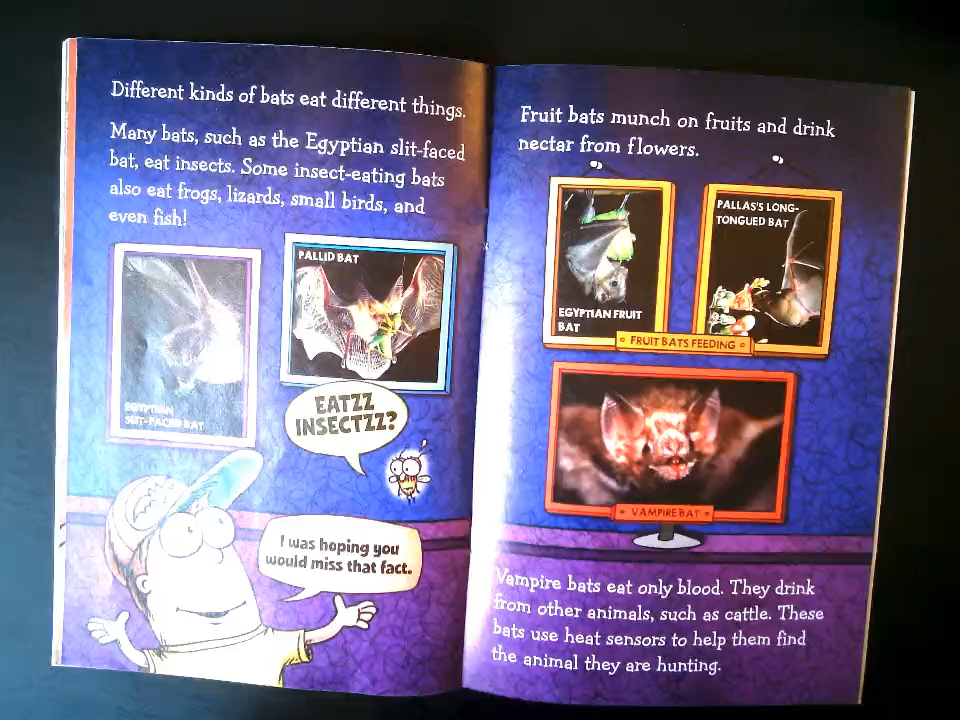 Different kinds of bats eat different things.
Many bats, such as the Egyptian slit-faced
bat, eat insects. Some insect-eating bats
also eat frogs, lizards, small birds, and
even fish!
EGYPTIAN
SLIT-FACED BAT
PALLID BAT
EATZZ
INSECTZZ?
I was hoping you
would miss that fact.
Fruit bats munch on fruits and drink
nectar from flowers.
EGYPTIAN FRUIT
BAT
PALLAS'S LONG-
TONGUED BAT
FRUIT BATS FEEDING
VAMPIRE BAT
Vampire bats eat only blood. They drink
from other animals, such as cattle. These
bats use heat sensors to help them find
the animal they are hunting.